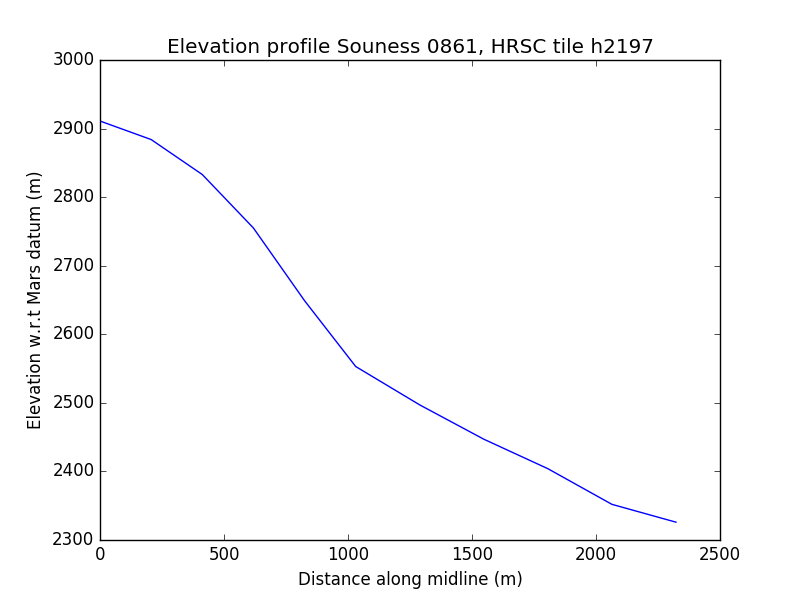 Elevation profile Souness 0861, HRSC tile h2197
3000
2900
2800
2700
2600
2500
2400
2300
Elevation w.r.t Mars datum (m)
0 500 1000 1500 2000 2500
Distance along midline (m)